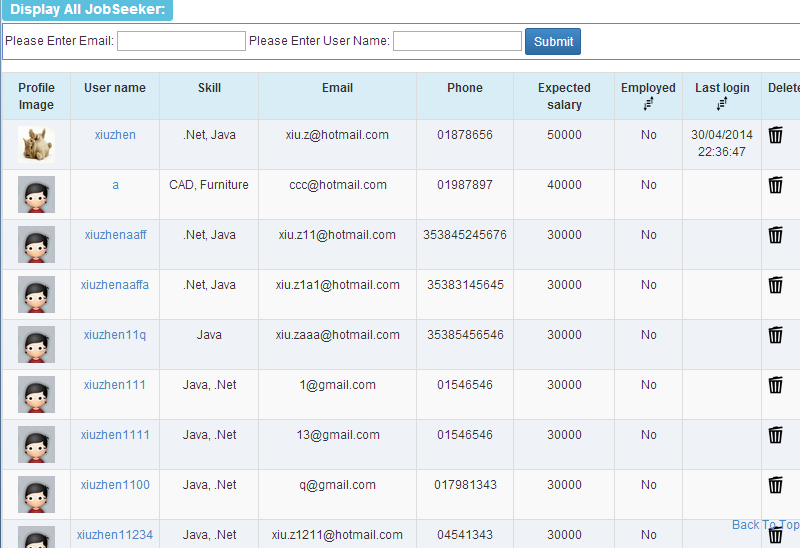 Display All JobSeeker:
Please Enter Email: Please Enter User Name: Submit
Profile Image User name Skill Email Phone Expected salary Employed Last login Delete
xiuzhen .Net, Java xiu.z@hotmail.com 01878656 50000 No 30/04/2014 22:36:47
a CAD, Furniture ccc@hotmail.com 01987897 40000 No
xiuzhenaaff .Net, Java xiu.z11@hotmail.com 353845245676 30000 No
xiuzhenaaffa .Net, Java xiu.z1a1@hotmail.com 35383145645 30000 No
xiuzhen11q Java xiu.zaaa@hotmail.com 35385456546 30000 No
xiuzhen111 Java, .Net 1@gmail.com 01546546 30000 No
xiuzhen1111 Java, .Net 13@gmail.com 01546546 30000 No
xiuzhen1100 Java, .Net q@gmail.com 017981343 30000 No
Back To Top
xiuzhen11234 Java, .Net xiu.z1211@hotmail.com 04541343 30000 No